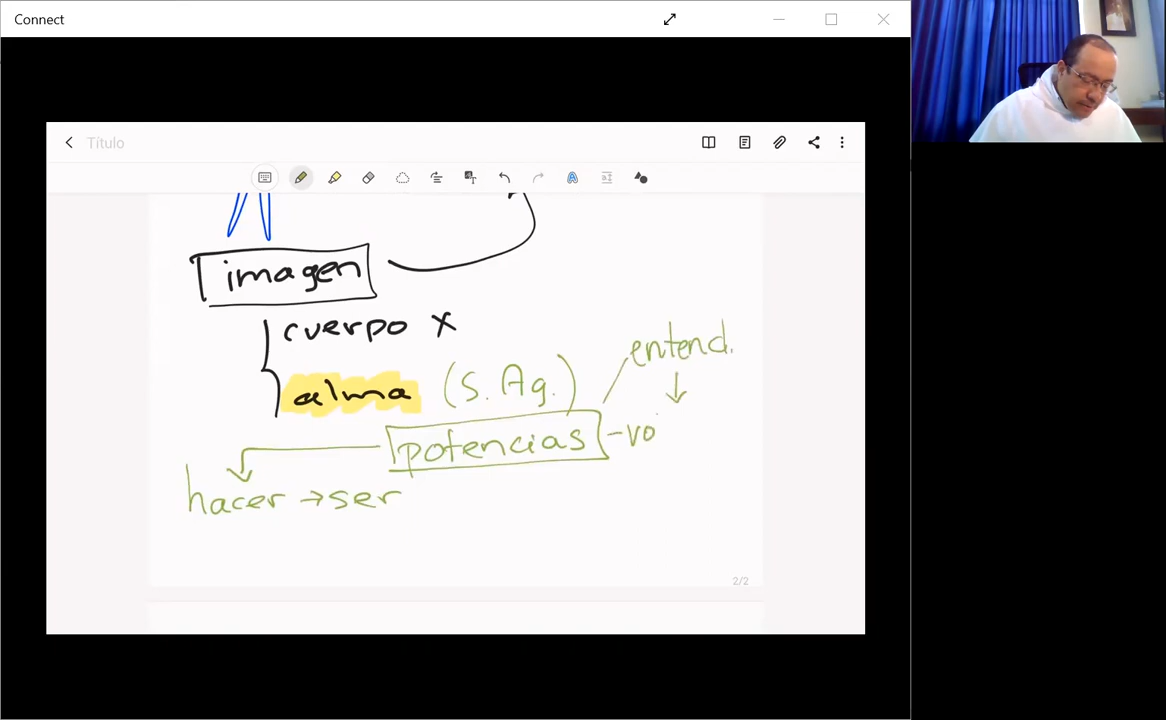 Connect
Título
imagen
cuerpo x
entend.
alma (S. Ag.)
potencias -vo
hacer → ser
2/2